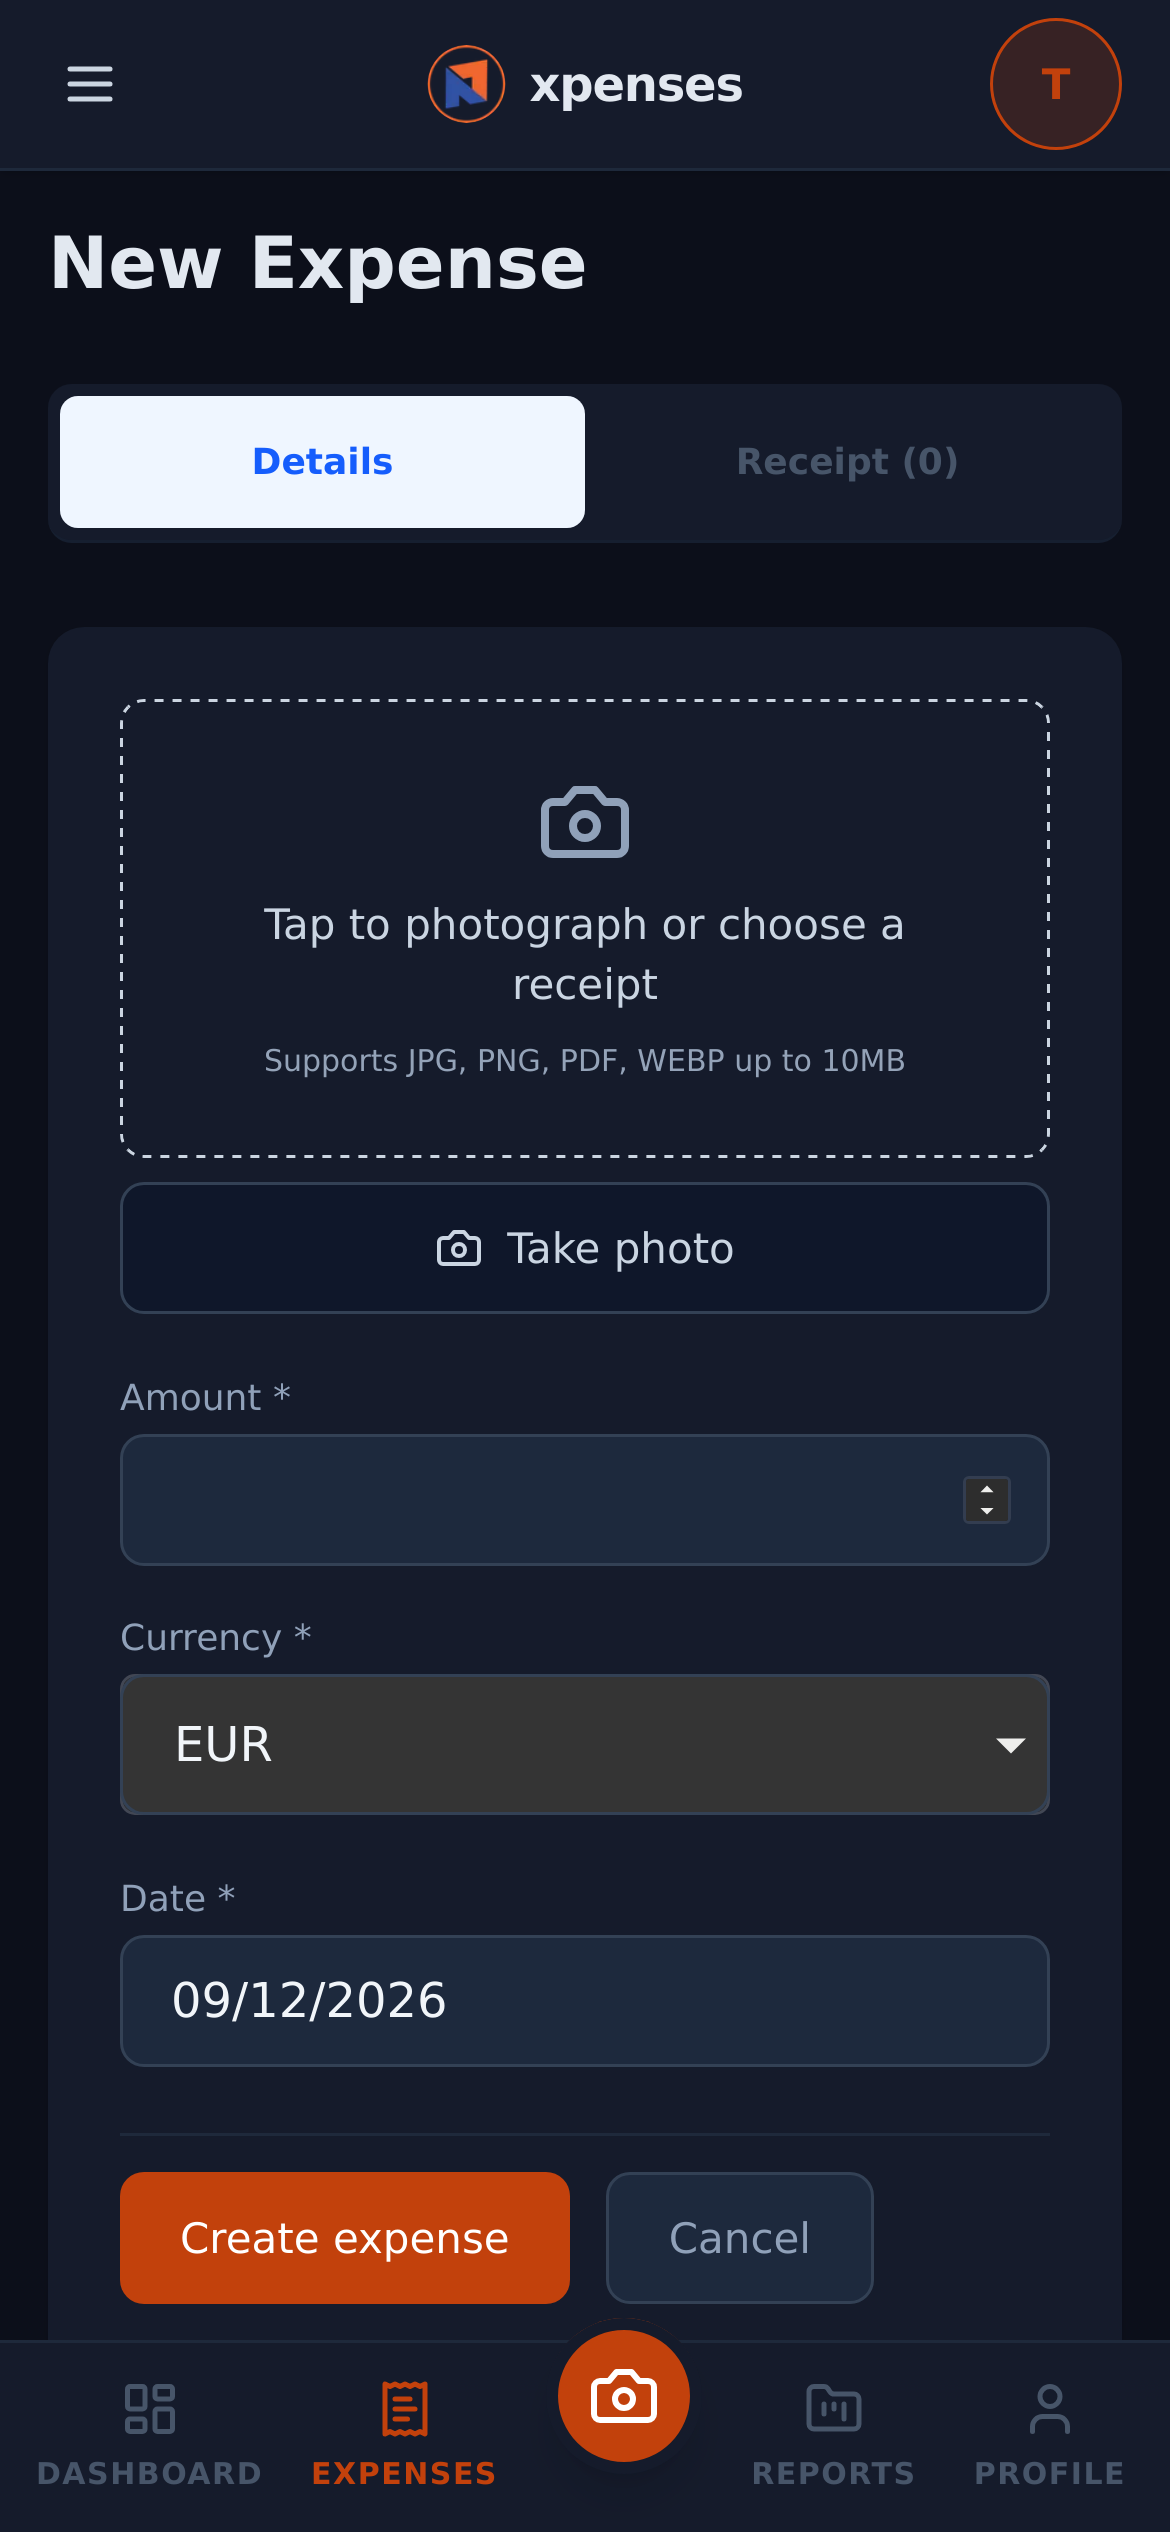 xpenses
T
New Expense
Details
Receipt (0)
Tap to photograph or choose a
receipt
Supports JPG, PNG, PDF, WEBP up to 10MB
Take photo
Amount *
Currency *
EUR
Date *
09/12/2026
Create expense
Cancel
DASHBOARD
EXPENSES
REPORTS
PROFILE